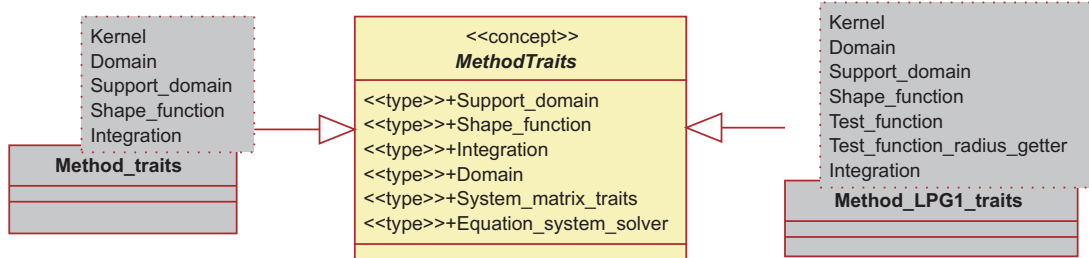 Kernel
Domain
Support_domain
Shape_function
Integration
Method_traits
<<concept>>
MethodTraits
<<type>>+Support_domain
<<type>>+Shape_function
<<type>>+Integration
<<type>>+Domain
<<type>>+System_matrix_traits
<<type>>+Equation_system_solver
Kernel
Domain
Support_domain
Shape_function
Test_function
Test_function_radius_getter
Integration
Method_LPG1_traits